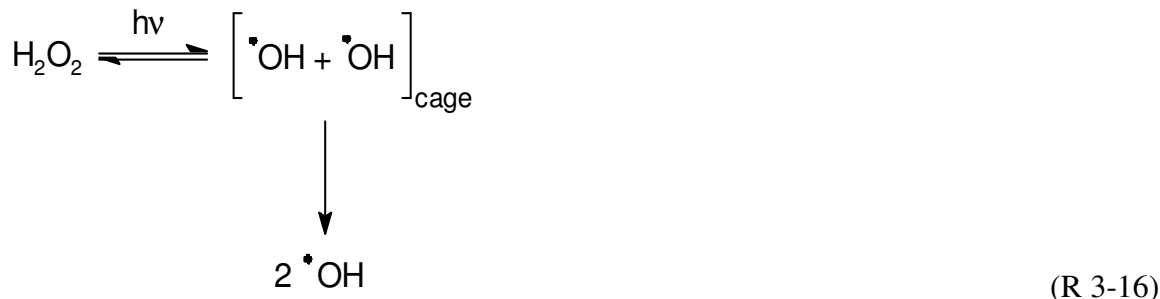 hν
H₂O₂ ⇌ [ •OH + •OH ]cage
2 •OH
(R 3-16)